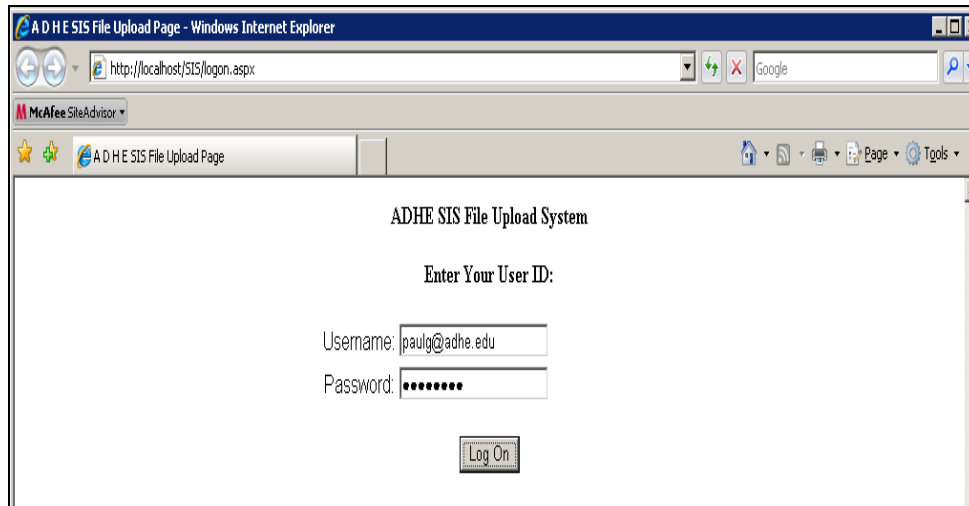 A D H E SIS File Upload Page - Windows Internet Explorer
http://localhost/SIS/logon.aspx
Google
McAfee SiteAdvisor
A D H E SIS File Upload Page
Page
Tools
ADHE SIS File Upload System
Enter Your User ID:
Username: paulg@adhe.edu
Password: ••••••••
Log On